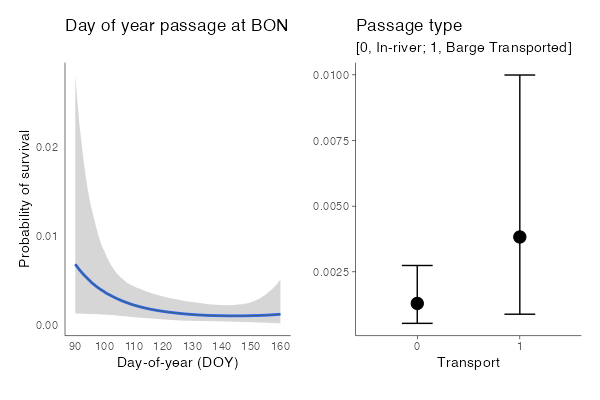 Day of year passage at BON
Probability of survival
0.02
0.01
0.00
90 100 110 120 130 140 150 160
Day-of-year (DOY)
Passage type
[0, In-river; 1, Barge Transported]
0.0100
0.0075
0.0050
0.0025
0 1
Transport